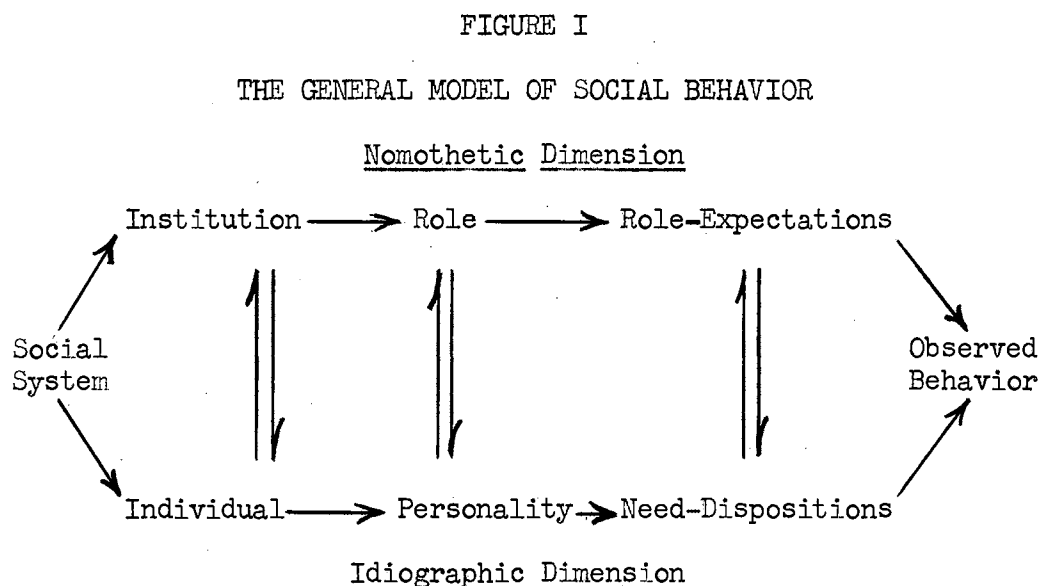 FIGURE I
THE GENERAL MODEL OF SOCIAL BEHAVIOR
Nomothetic Dimension
Institution Role Role-Expectations
Social
System
Observed
Behavior
Individual Personality Need-Dispositions
Idiographic Dimension